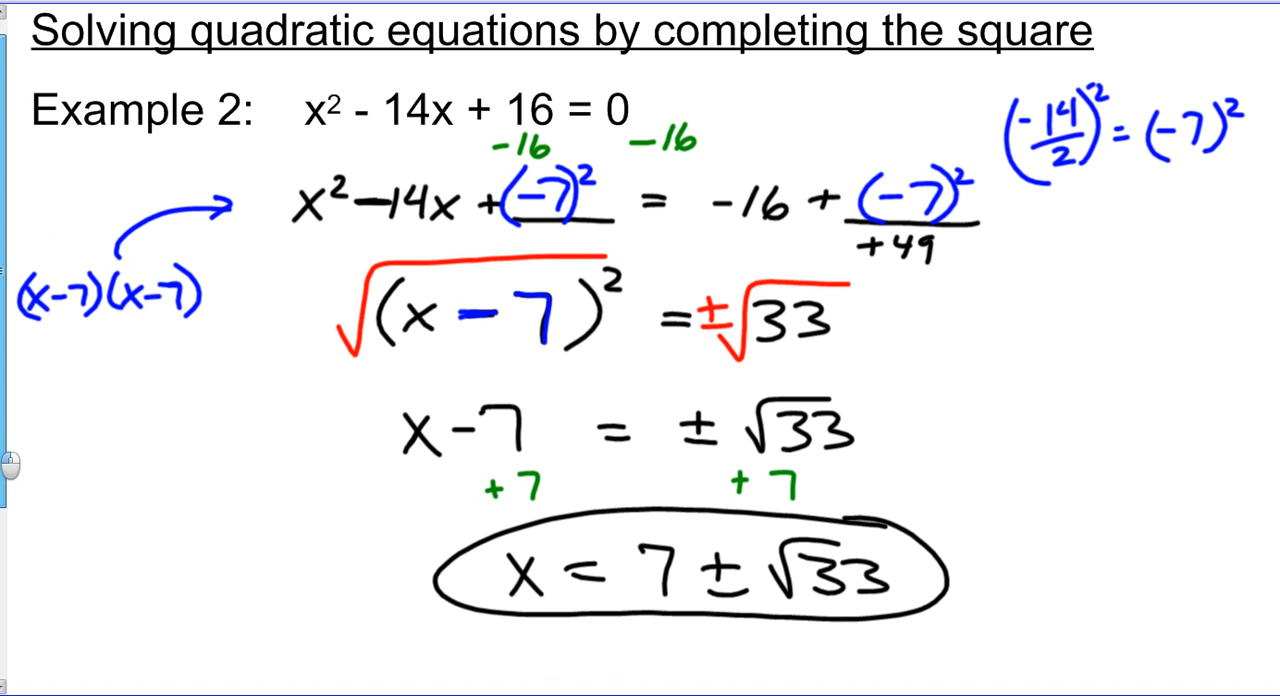 Solving quadratic equations by completing the square
Example 2: x² - 14x + 16 = 0
(-14/2)² = (-7)²
-16 -16
x² - 14x + (-7)² = -16 + (-7)²
+49
(x-7)(x-7)
√(x - 7)² = ±√33
x - 7 = ± √33
+7 +7
x = 7 ± √33